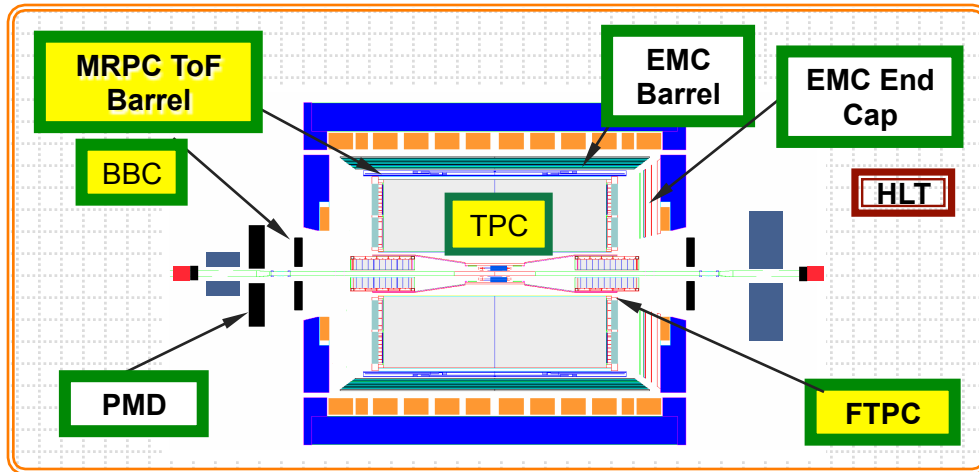 MRPC ToF
Barrel
EMC
Barrel
EMC End
Cap
BBC
HLT
TPC
PMD
FTPC